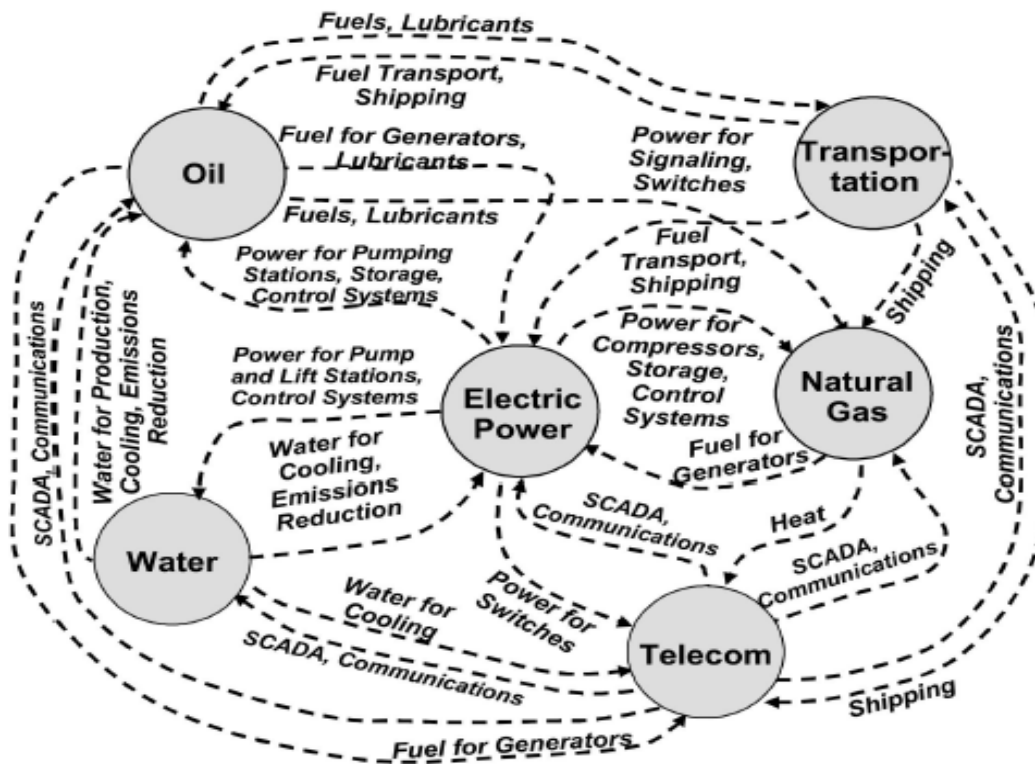 Fuels, Lubricants
Fuel Transport,
Shipping
Oil
Fuel for Generators,
Lubricants
Power for
Signaling,
Switches
Transpor-
tation
Fuels, Lubricants
Power for Pumping
Stations, Storage,
Control Systems
Fuel
Transport,
Shipping
Shipping
SCADA, Communications
Water for Production,
Cooling, Emissions
Reduction
Power for Pump
and Lift Stations,
Control Systems
Electric
Power
Power for
Compressors,
Storage,
Control
Systems
Natural
Gas
SCADA,
Communications
Water for
Cooling,
Emissions
Reduction
Fuel for
Generators
SCADA,
Communications
Heat
SCADA,
Communications
Water
Water for
Cooling
SCADA, Communications
Power for
Switches
Telecom
Shipping
Fuel for Generators